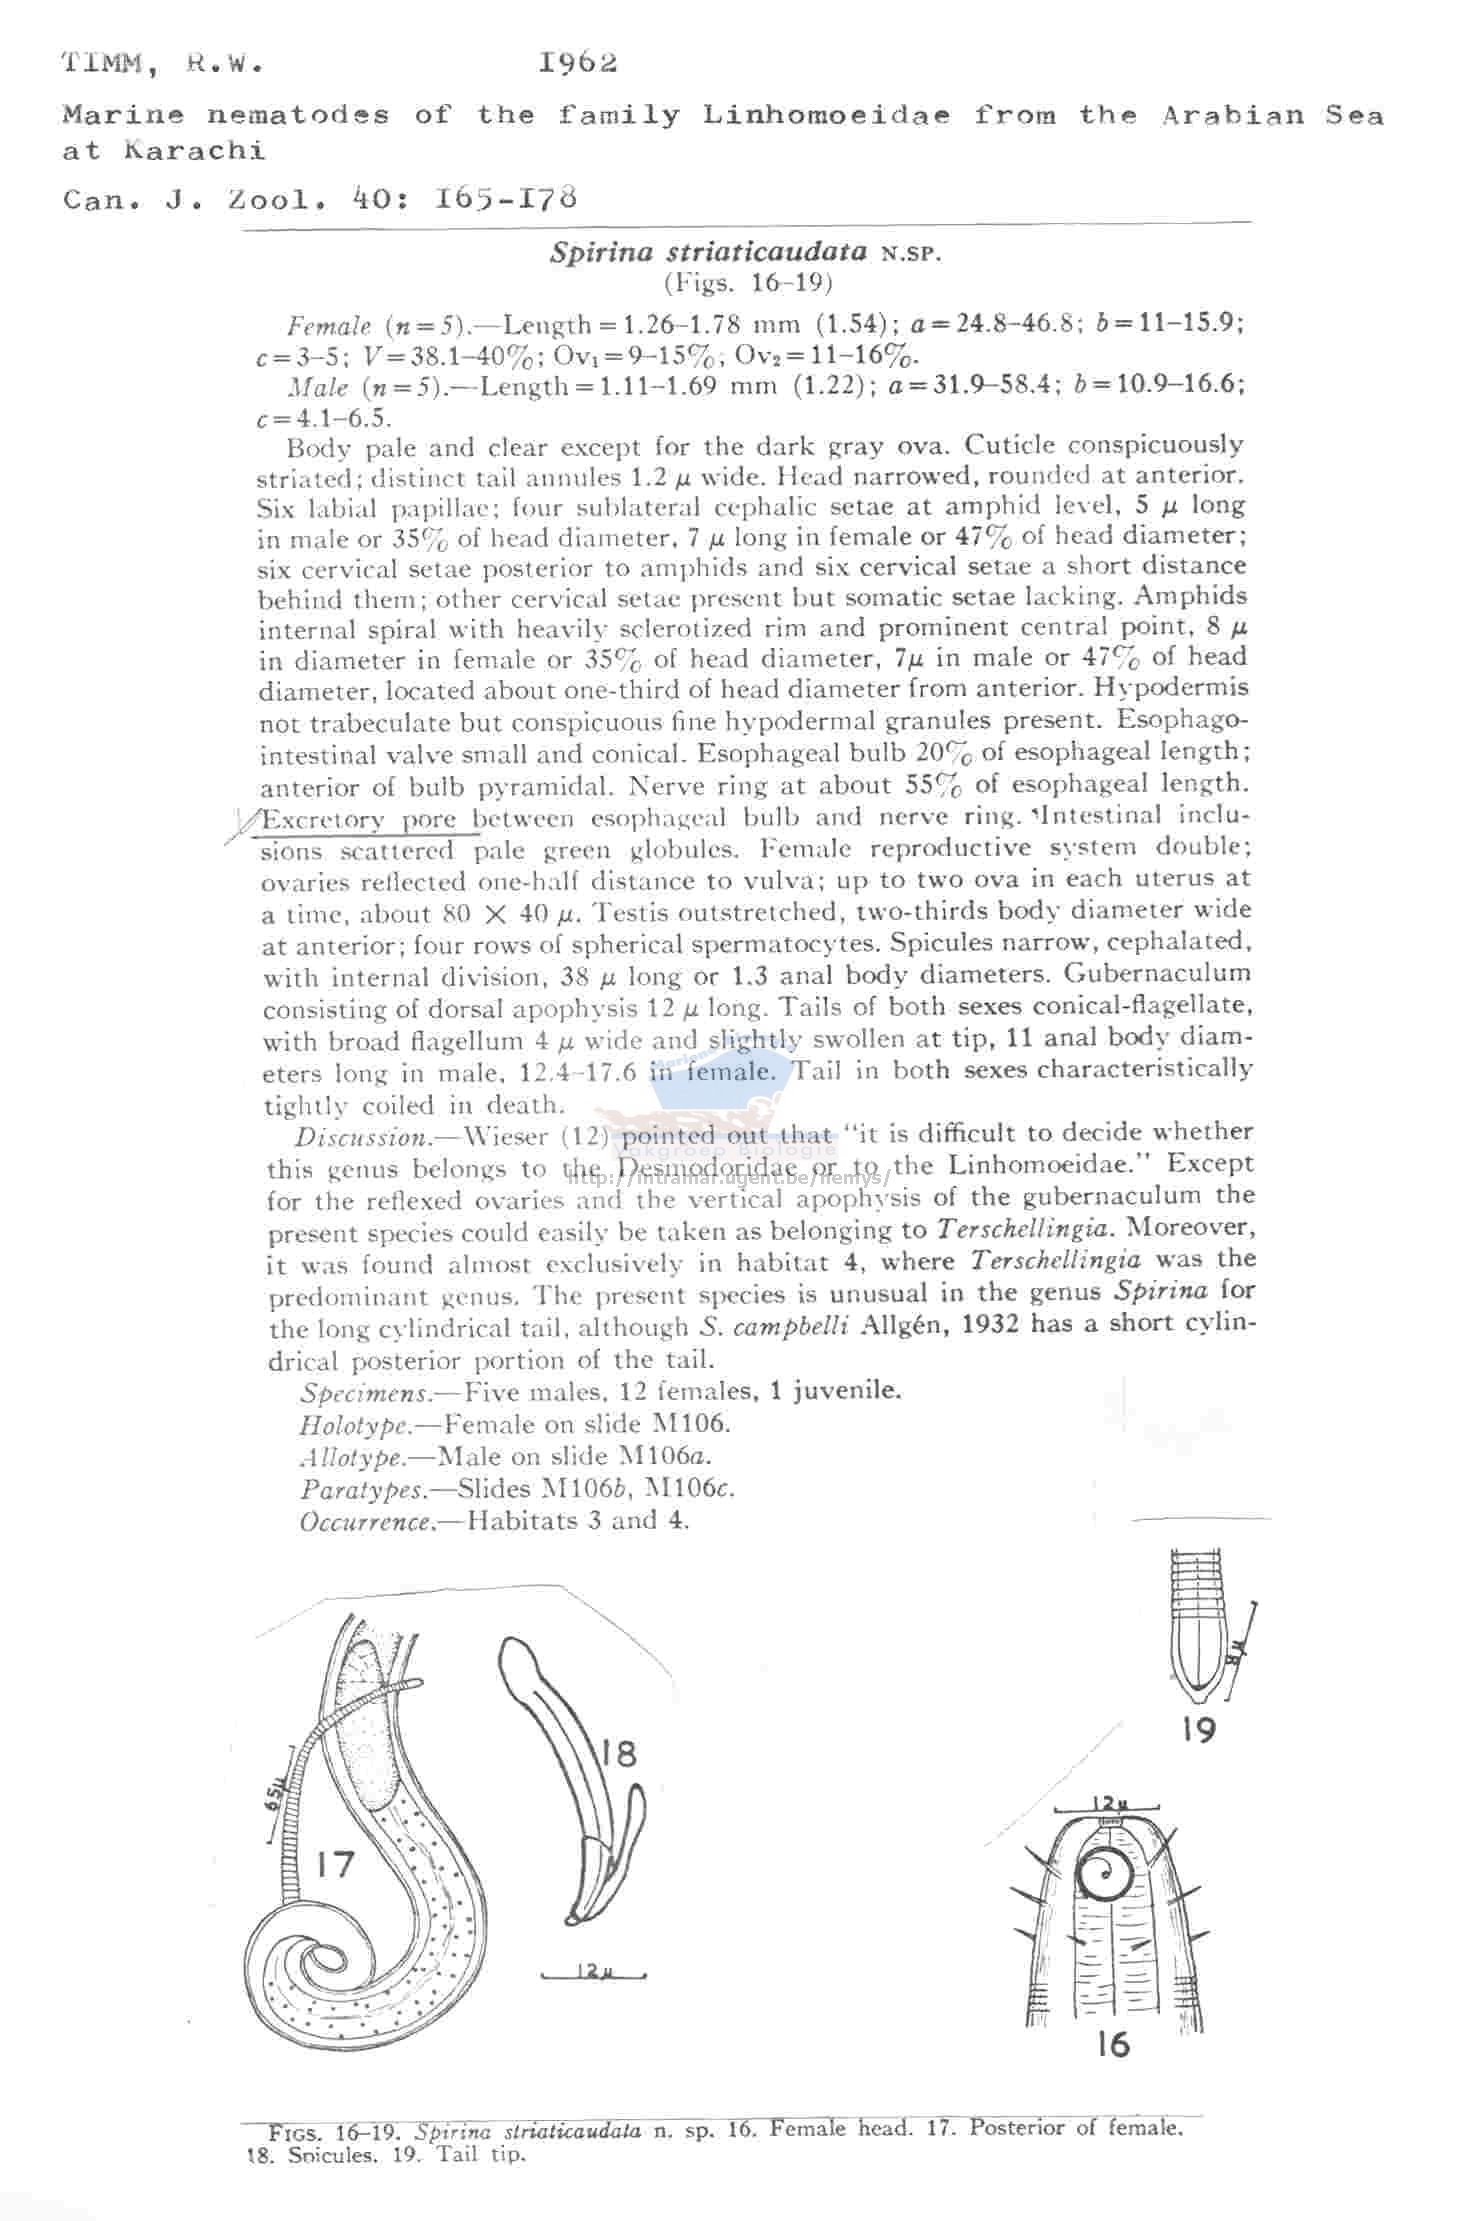 TIMM, R.W. I962
Marine nematodes of the family Linhomoeidae from the Arabian Sea
at Karachi
Can. J. Zool. 40: I65-I78
Spirina striaticaudata N.SP.
(Figs. 16–19)
Female (n=5).—Length=1.26–1.78 mm (1.54); a=24.8–46.8; b=11–15.9;
c=3–5; V=38.1–40%; Ov₁=9–15%; Ov₂=11–16%.
Male (n=5).—Length=1.11–1.69 mm (1.22); a=31.9–58.4; b=10.9–16.6;
c=4.1–6.5.
Body pale and clear except for the dark gray ova. Cuticle conspicuously
striated; distinct tail annules 1.2 μ wide. Head narrowed, rounded at anterior.
Six labial papillae; four sublateral cephalic setae at amphid level, 5 μ long
in male or 35% of head diameter, 7 μ long in female or 47% of head diameter;
six cervical setae posterior to amphids and six cervical setae a short distance
behind them; other cervical setae present but somatic setae lacking. Amphids
internal spiral with heavily sclerotized rim and prominent central point, 8 μ
in diameter in female or 35% of head diameter, 7μ in male or 47% of head
diameter, located about one-third of head diameter from anterior. Hypodermis
not trabeculate but conspicuous fine hypodermal granules present. Esophago-
intestinal valve small and conical. Esophageal bulb 20% of esophageal length;
anterior of bulb pyramidal. Nerve ring at about 55% of esophageal length.
Excretory pore between esophageal bulb and nerve ring. Intestinal inclu-
sions scattered pale green globules. Female reproductive system double;
ovaries reflected one-half distance to vulva; up to two ova in each uterus at
a time, about 80 × 40 μ. Testis outstretched, two-thirds body diameter wide
at anterior; four rows of spherical spermatocytes. Spicules narrow, cephalated,
with internal division, 38 μ long or 1.3 anal body diameters. Gubernaculum
consisting of dorsal apophysis 12 μ long. Tails of both sexes conical-flagellate,
with broad flagellum 4 μ wide and slightly swollen at tip, 11 anal body diam-
eters long in male, 12.4–17.6 in female. Tail in both sexes characteristically
tightly coiled in death.
Discussion.—Wieser (12) pointed out that "it is difficult to decide whether
Vakgroep Biologie
this genus belongs to the Desmodoridae or to the Linhomoeidae." Except
http://intramar.ugent.be/nemys/
for the reflexed ovaries and the vertical apophysis of the gubernaculum the
present species could easily be taken as belonging to Terschellingia. Moreover,
it was found almost exclusively in habitat 4, where Terschellingia was the
predominant genus. The present species is unusual in the genus Spirina for
the long cylindrical tail, although S. campbelli Allgén, 1932 has a short cylin-
drical posterior portion of the tail.
Specimens.—Five males, 12 females, 1 juvenile.
Holotype.—Female on slide M106.
Allotype.—Male on slide M106a.
Paratypes.—Slides M106b, M106c.
Occurrence.—Habitats 3 and 4.
19
18
65μ
17
12μ
12μ
16
FIGS. 16–19. Spirina striaticaudata n. sp. 16. Female head. 17. Posterior of female.
18. Spicules. 19. Tail tip.